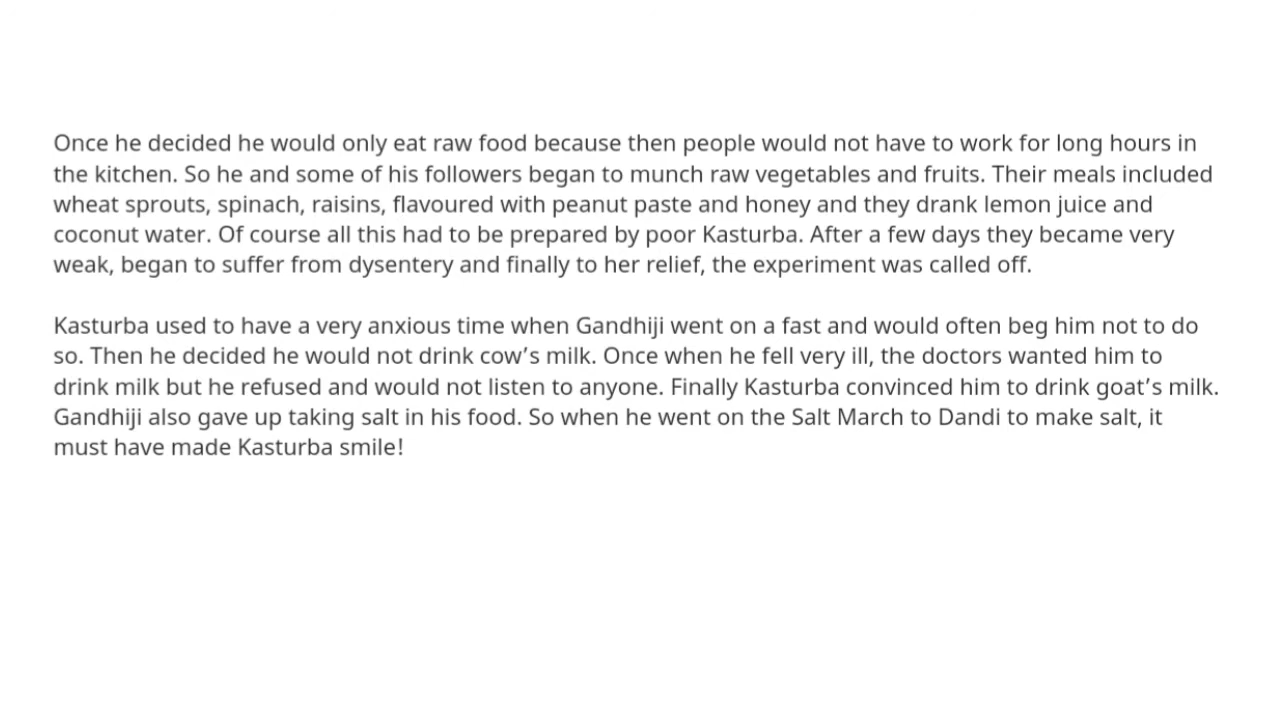 Once he decided he would only eat raw food because then people would not have to work for long hours in
the kitchen. So he and some of his followers began to munch raw vegetables and fruits. Their meals included
wheat sprouts, spinach, raisins, flavoured with peanut paste and honey and they drank lemon juice and
coconut water. Of course all this had to be prepared by poor Kasturba. After a few days they became very
weak, began to suffer from dysentery and finally to her relief, the experiment was called off.
Kasturba used to have a very anxious time when Gandhiji went on a fast and would often beg him not to do
so. Then he decided he would not drink cow’s milk. Once when he fell very ill, the doctors wanted him to
drink milk but he refused and would not listen to anyone. Finally Kasturba convinced him to drink goat’s milk.
Gandhiji also gave up taking salt in his food. So when he went on the Salt March to Dandi to make salt, it
must have made Kasturba smile!